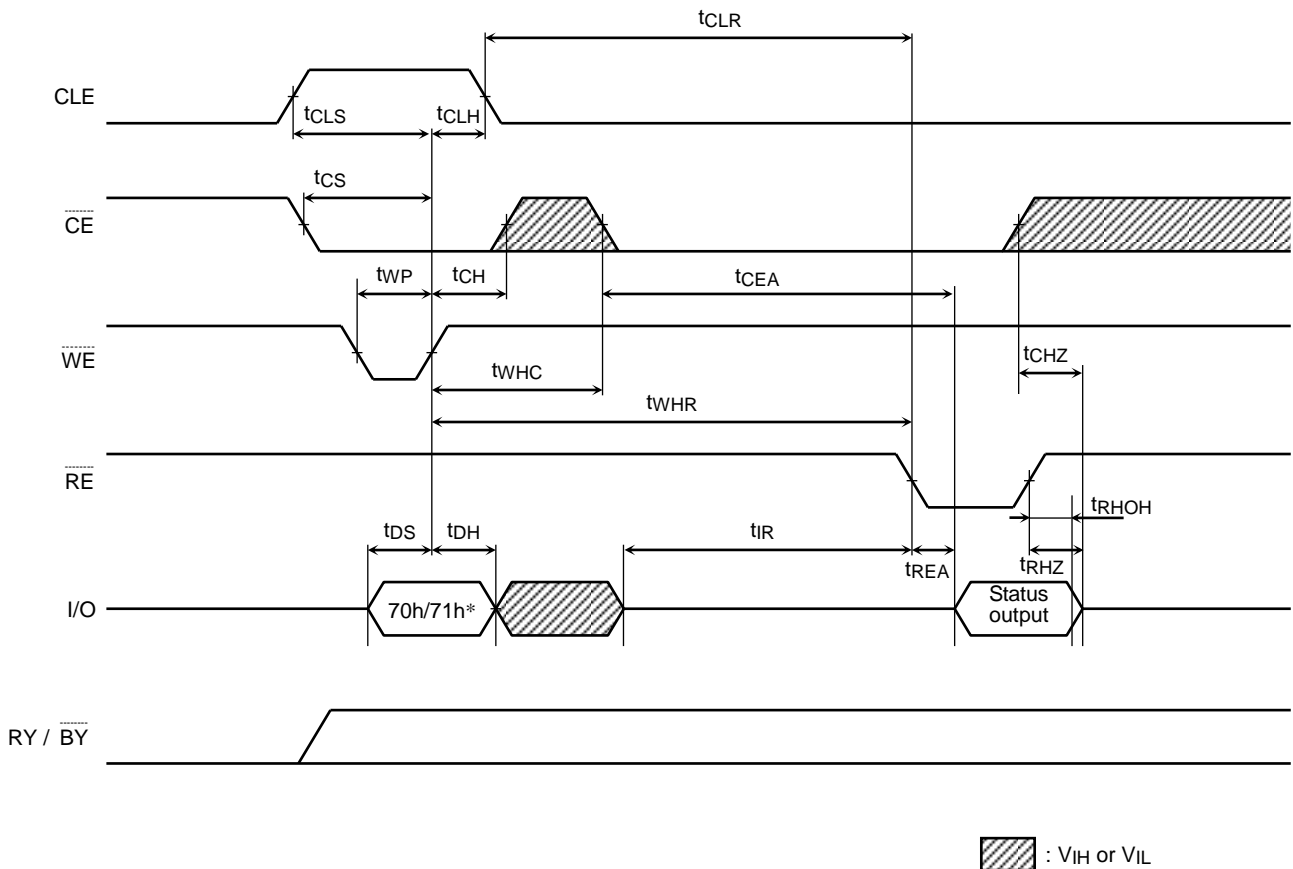 tCLR
CLE
tCLS tCLH
tCS
CE
tWP tCH tCEA
WE
tCHZ
tWHC
tWHR
RE
tRHOH
tDS tDH tIR
tREA tRHZ
I/O 70h/71h* Status output
RY / BY
: VIH or VIL